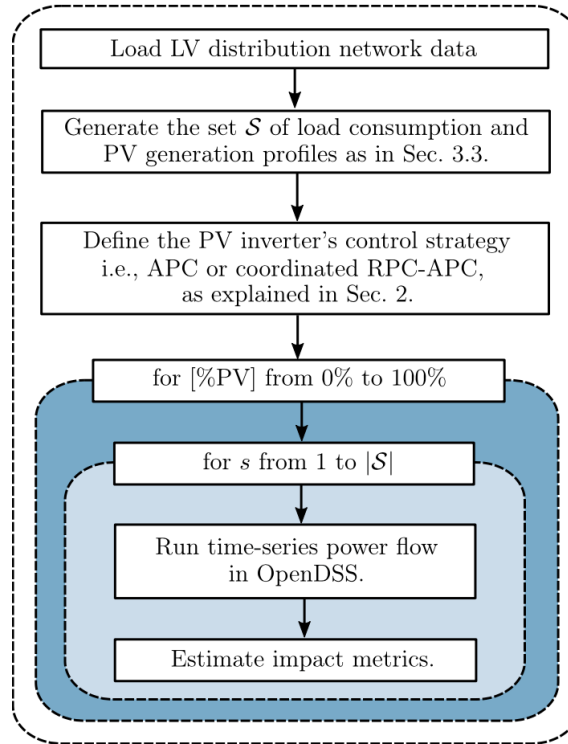 Load LV distribution network data
Generate the set 𝒮 of load consumption and
PV generation profiles as in Sec. 3.3.
Define the PV inverter's control strategy
i.e., APC or coordinated RPC-APC,
as explained in Sec. 2.
for [%PV] from 0% to 100%
for s from 1 to |𝒮|
Run time-series power flow
in OpenDSS.
Estimate impact metrics.